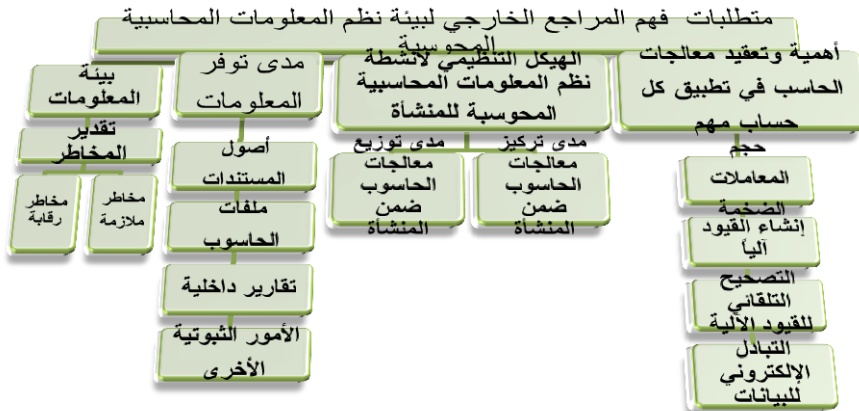 متطلبات فهم المراجع الخارجي لبيئة نظم المعلومات المحاسبية
المحوسبة
أهمية وتعقيد معالجات
الحاسب في تطبيق كل
حساب مهم
حجم
المعاملات
الضخمة
إنشاء القيود
آلياً
التصحيح
التلقائي
للقيود الآلية
التبادل
الإلكتروني
للبيانات
الهيكل التنظيمي لأنشطة
نظم المعلومات المحاسبية
المحوسبة للمنشأة
مدى تركيز
معالجات
الحاسوب
ضمن
المنشأة
مدى توزيع
معالجات
الحاسوب
ضمن
المنشأة
مدى توفر
المعلومات
أصول
المستندات
ملفات
الحاسوب
تقارير داخلية
الأمور الثبوتية
الأخرى
بيئة
المعلومات
تقدير
المخاطر
مخاطر
ملازمة
مخاطر
رقابة